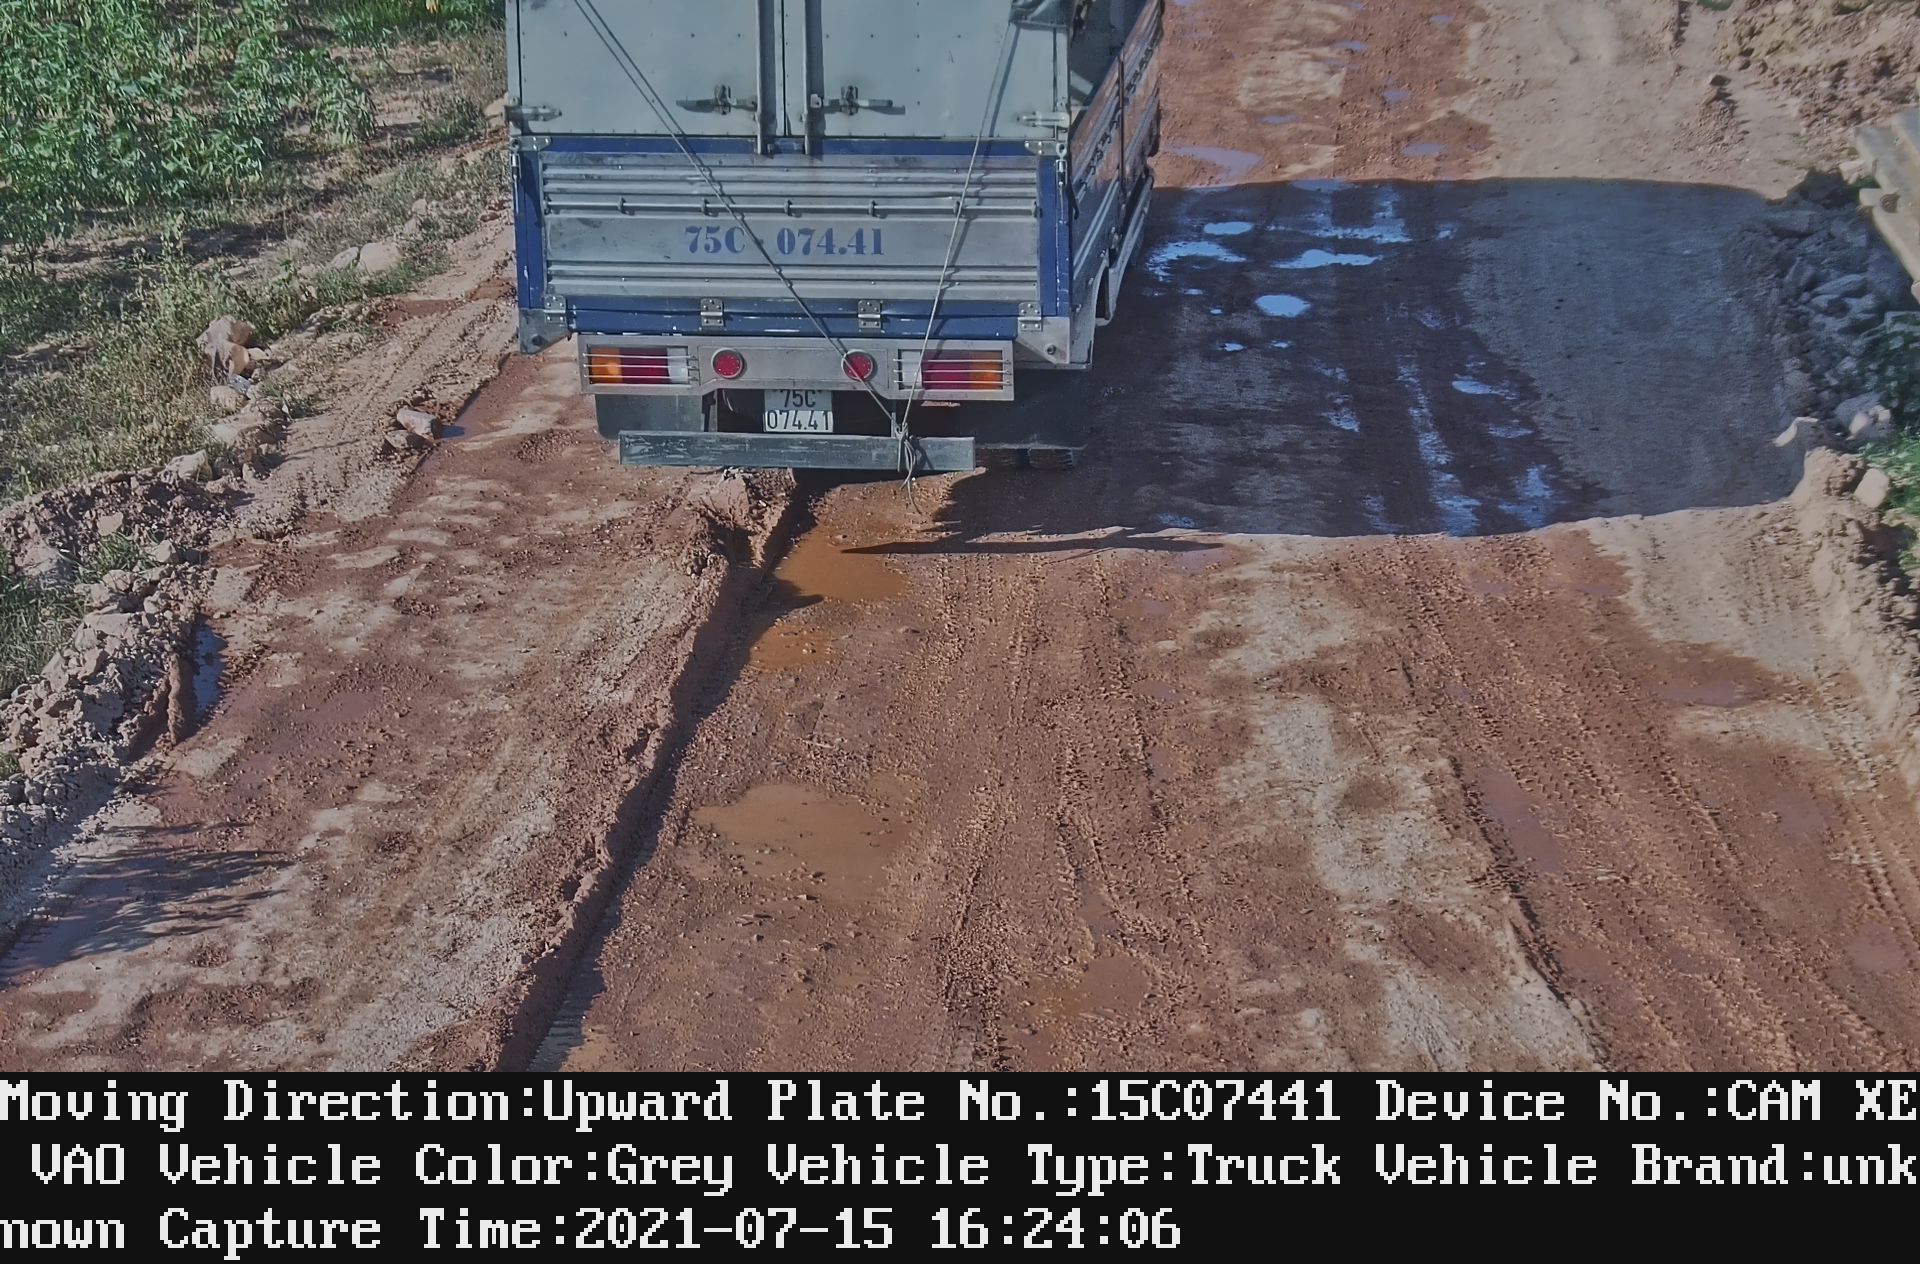 75C - 074.41
75C
074.41
Moving Direction:Upward Plate No.:15C07441 Device No.:CAM XE
VAO Vehicle Color:Grey Vehicle Type:Truck Vehicle Brand:unk
nown Capture Time:2021-07-15 16:24:06